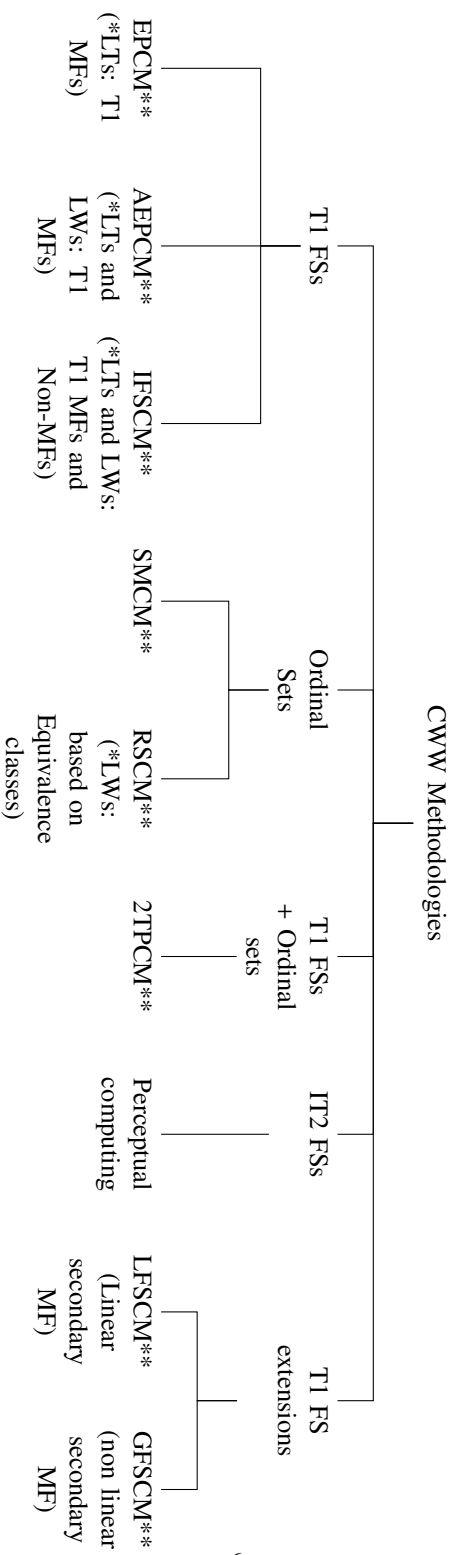 CWW Methodologies
T1 FSs
Ordinal
Sets
T1 FSs
+ Ordinal
sets
IT2 FSs
T1 FS
extensions
EPCM**
(*LTs: T1
MFs)
AEPCM**
(*LTs and
LWs: T1
MFs)
IFSCM**
(*LTs and LWs:
T1 MFs and
Non-MFs)
SMCM**
RSCM**
(*LWs:
based on
Equivalence
classes)
2TPCM**
Perceptual
computing
LFSCM**
(Linear
secondary
MF)
GFSCM**
(non linear
secondary
MF)